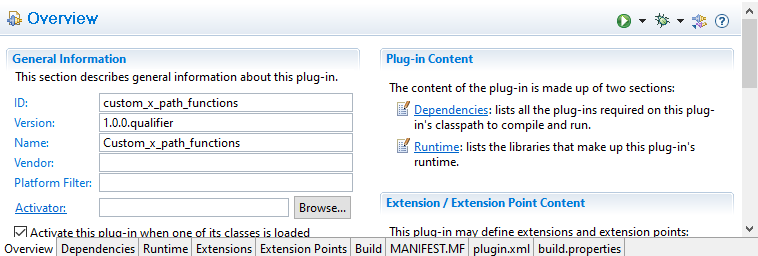 Overview
General Information
This section describes general information about this plug-in.
ID: custom_x_path_functions
Version: 1.0.0.qualifier
Name: Custom_x_path_functions
Vendor:
Platform Filter:
Activator: Browse...
Activate this plug-in when one of its classes is loaded
Plug-in Content
The content of the plug-in is made up of two sections:
Dependencies: lists all the plug-ins required on this plug-
in's classpath to compile and run.
Runtime: lists the libraries that make up this plug-in's
runtime.
Extension / Extension Point Content
This plug-in may define extensions and extension points:
Overview Dependencies Runtime Extensions Extension Points Build MANIFEST.MF plugin.xml build.properties